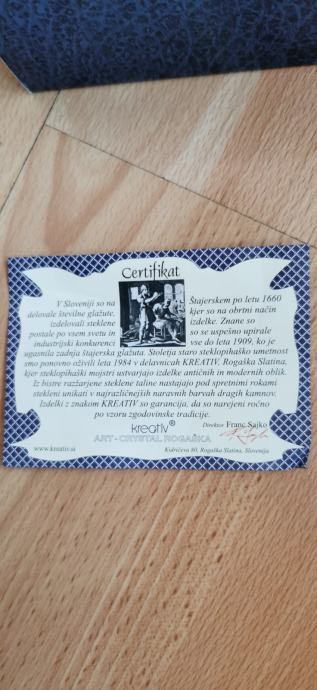 Certifikat
V Sloveniji so na Štajerskem po letu 1660
delovale številne glažute, kjer so na obrtni način
izdelovali steklene izdelke. Znane so
postale po vsem svetu in so se uspešno upirale
industrijski konkurenci vse do leta 1909, ko je
ugasnila zadnja štajerska glažuta. Stoletja staro steklopihaško umetnost
smo ponovno oživili leta 1984 v delavnicah KREATIV, Rogaška Slatina,
kjer steklopihaški mojstri ustvarjajo izdelke antičnih in modernih oblik.
Iz bistre razžarjene steklene taline nastajajo pod spretnimi rokami
stekleni unikati v najrazličnejših naravnih barvah dragih kamnov.
Izdelki z znakom KREATIV so garancija, da so narejeni ročno
po vzoru zgodovinske tradicije.
kreativ®
ART - CRYSTAL ROGAŠKA
Direktor Franc Sajko
www.kreativ.si
Kidričeva 80, Rogaška Slatina, Slovenija